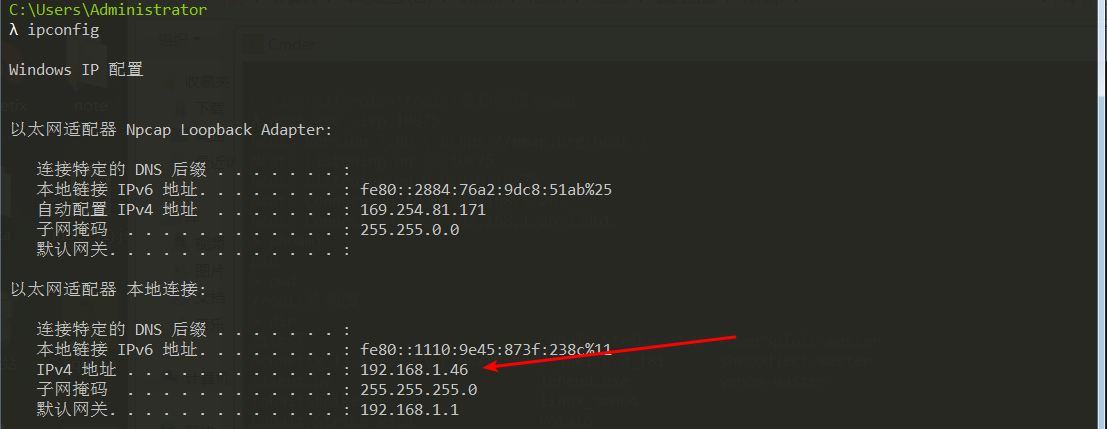 C:\Users\Administrator
λ ipconfig
Windows IP 配置
以太网适配器 Npcap Loopback Adapter:
连接特定的 DNS 后缀 . . . . . . . :
本地链接 IPv6 地址. . . . . . . . : fe80::2884:76a2:9dc8:51ab%25
自动配置 IPv4 地址  . . . . . . . : 169.254.81.171
子网掩码  . . . . . . . . . . . . : 255.255.0.0
默认网关. . . . . . . . . . . . . :
以太网适配器 本地连接:
连接特定的 DNS 后缀 . . . . . . . :
本地链接 IPv6 地址. . . . . . . . : fe80::1110:9e45:873f:238c%11
IPv4 地址 . . . . . . . . . . . . : 192.168.1.46
子网掩码  . . . . . . . . . . . . : 255.255.255.0
默认网关. . . . . . . . . . . . . : 192.168.1.1